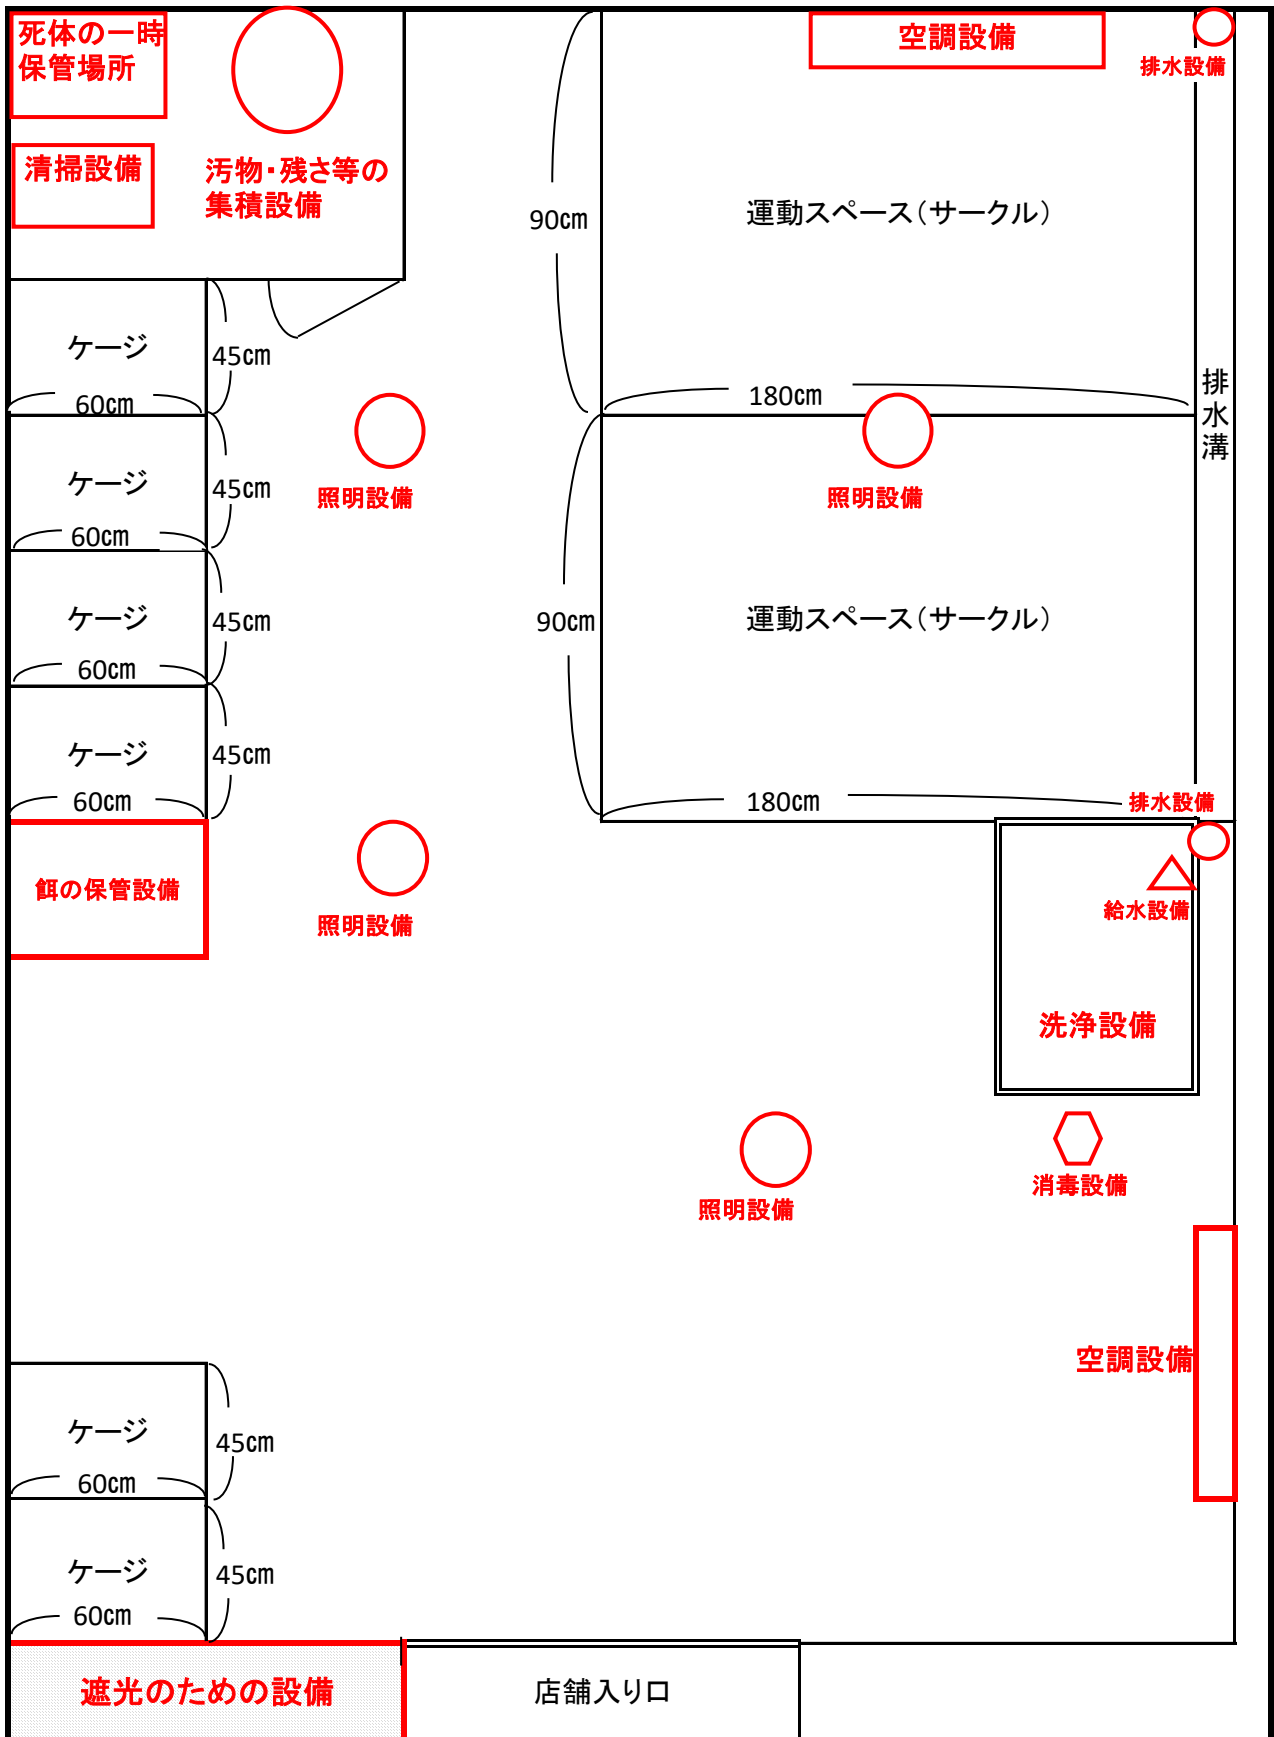 死体の一時
保管場所
空調設備
排水設備
清掃設備
汚物・残さ等の
集積設備
90cm
運動スペース（サークル）
ケージ
45cm
60cm
180cm
排水溝
ケージ
45cm
60cm
照明設備
照明設備
ケージ
45cm
60cm
90cm
運動スペース（サークル）
ケージ
45cm
60cm
180cm
排水設備
餌の保管設備
照明設備
給水設備
洗浄設備
消毒設備
照明設備
空調設備
ケージ
45cm
60cm
ケージ
45cm
60cm
遮光のための設備
店舗入り口